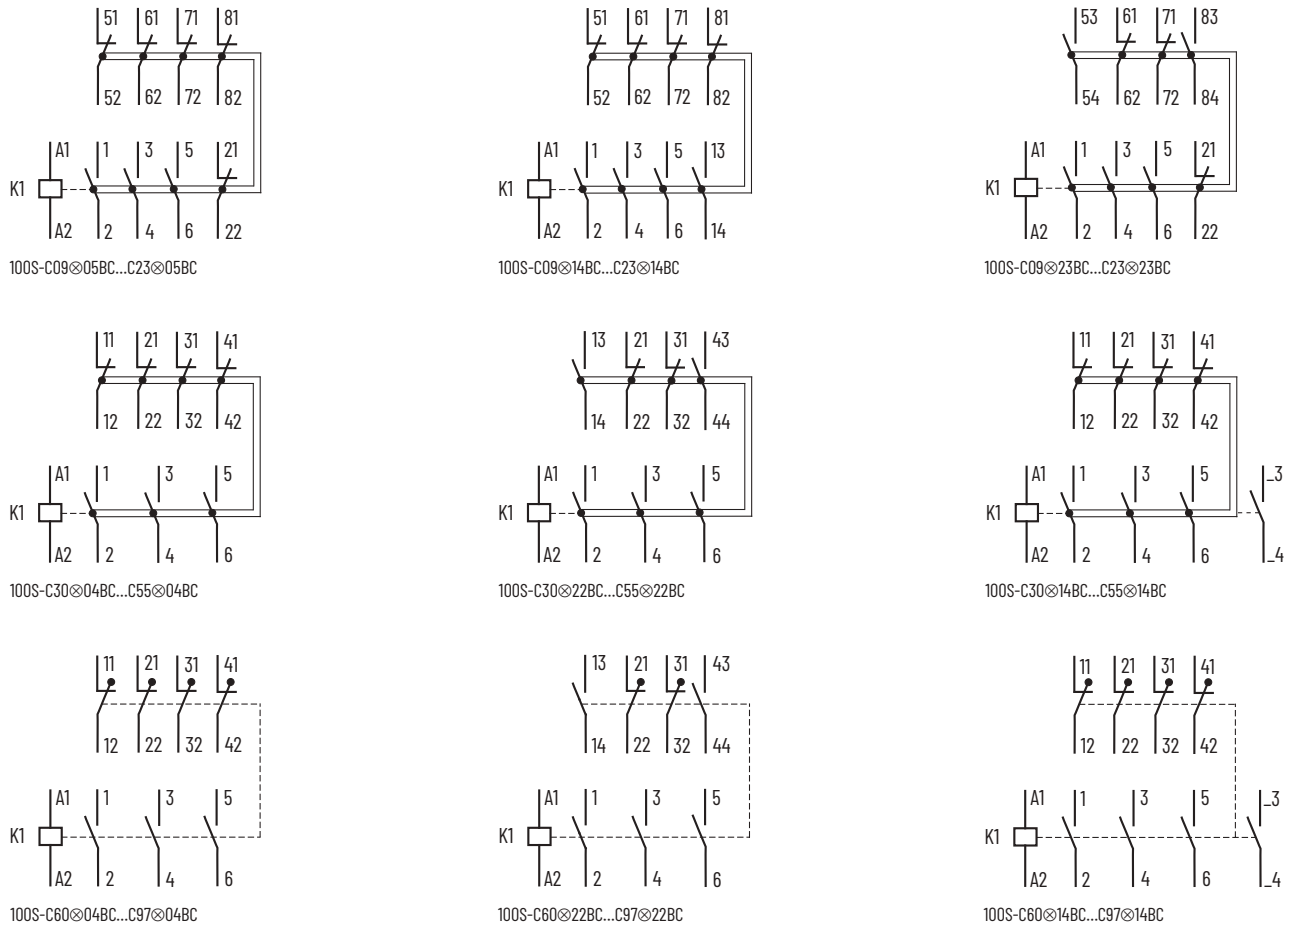 51 61 71 81
52 62 72 82
A1 1 3 5 21
K1
A2 2 4 6 22
100S-C09⊗05BC...C23⊗05BC
51 61 71 81
52 62 72 82
A1 1 3 5 13
K1
A2 2 4 6 14
100S-C09⊗14BC...C23⊗14BC
53 61 71 83
54 62 72 84
A1 1 3 5 21
K1
A2 2 4 6 22
100S-C09⊗23BC...C23⊗23BC
11 21 31 41
12 22 32 42
A1 1 3 5
K1
A2 2 4 6
100S-C30⊗04BC...C55⊗04BC
13 21 31 43
14 22 32 44
A1 1 3 5
K1
A2 2 4 6
100S-C30⊗22BC...C55⊗22BC
11 21 31 41
12 22 32 42
A1 1 3 5 _3
K1
A2 2 4 6 _4
100S-C30⊗14BC...C55⊗14BC
11 21 31 41
12 22 32 42
A1 1 3 5
K1
A2 2 4 6
100S-C60⊗04BC...C97⊗04BC
13 21 31 43
14 22 32 44
A1 1 3 5
K1
A2 2 4 6
100S-C60⊗22BC...C97⊗22BC
11 21 31 41
12 22 32 42
A1 1 3 5 _3
K1
A2 2 4 6 _4
100S-C60⊗14BC...C97⊗14BC